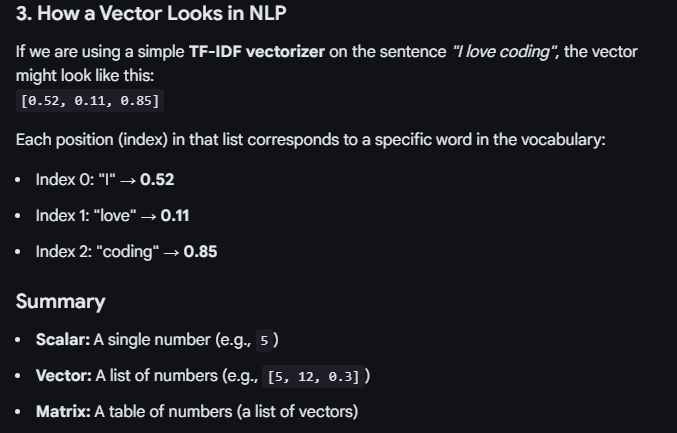 3. How a Vector Looks in NLP
If we are using a simple TF-IDF vectorizer on the sentence "I love coding", the vector
might look like this:
[0.52, 0.11, 0.85]
Each position (index) in that list corresponds to a specific word in the vocabulary:
• Index 0: "I" → 0.52
• Index 1: "love" → 0.11
• Index 2: "coding" → 0.85
Summary
• Scalar: A single number (e.g., 5)
• Vector: A list of numbers (e.g., [5, 12, 0.3])
• Matrix: A table of numbers (a list of vectors)